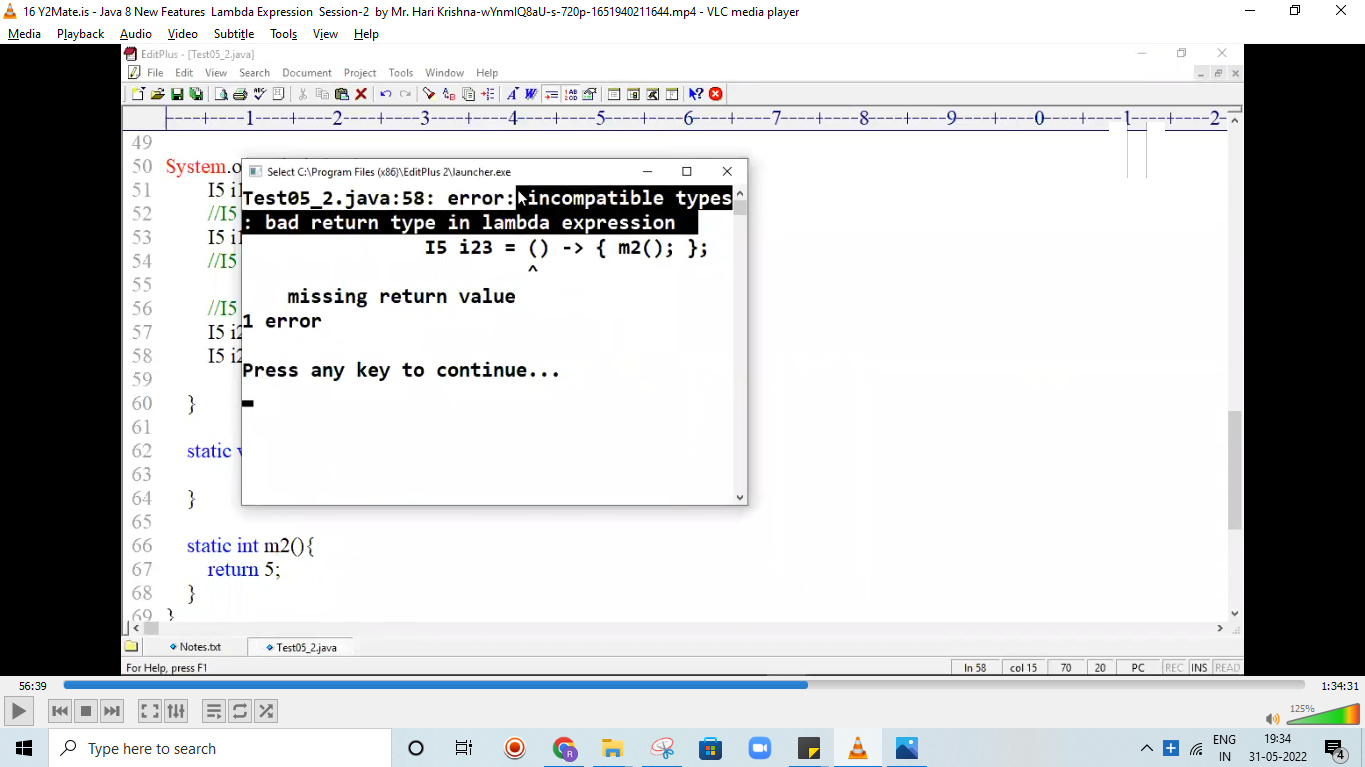 16 Y2Mate.is - Java 8 New Features  Lambda Expression  Session-2  by Mr. Hari Krishna-wYnmlQ8aU-s-720p-1651940211644.mp4 - VLC media player
Media Playback Audio Video Subtitle Tools View Help
EditPlus - [Test05_2.java]
File Edit View Search Document Project Tools Window Help
----+----1----+----2----+----3----+----4----+----5----+----6----+----7----+----8----+----9----+----0----+----1----+----2-
49
50 System.o
51 I5 i1
52 //I5
53 I5 i1
54 //I5
55
56 //I5
57 I5 i2
58 I5 i2
59
60 }
61
62 static v
63
64 }
65
66 static int m2(){
67 return 5;
68 }
69 }
Select C:\Program Files (x86)\EditPlus 2\launcher.exe
Test05_2.java:58: error: incompatible types
: bad return type in lambda expression
I5 i23 = () -> { m2(); };
^
missing return value
1 error
Press any key to continue...
Notes.txt Test05_2.java
For Help, press F1 ln 58 col 15 70 20 PC REC INS READ
56:39 1:34:31
125%
Type here to search
ENG 19:34
IN 31-05-2022 4